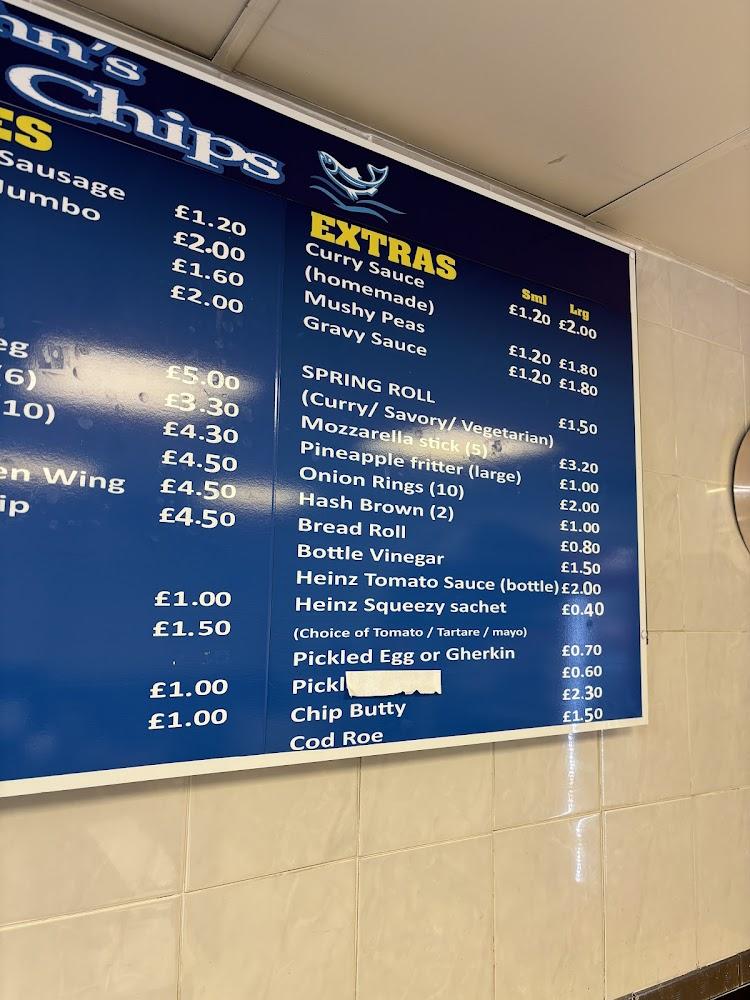 hn's
Chips
ES
Sausage £1.20
Jumbo £2.00
£1.60
£2.00
eg £5.00
(6) £3.30
10) £4.30
£4.50
en Wing £4.50
ip £4.50
£1.00
£1.50
£1.00
£1.00
EXTRAS
Sml Lrg
Curry Sauce
(homemade) £1.20 £2.00
Mushy Peas £1.20 £1.80
Gravy Sauce £1.20 £1.80
SPRING ROLL £1.50
(Curry/ Savory/ Vegetarian)
Mozzarella stick (5) £3.20
Pineapple fritter (large) £1.00
Onion Rings (10) £2.00
Hash Brown (2) £1.00
Bread Roll £0.80
Bottle Vinegar £1.50
Heinz Tomato Sauce (bottle) £2.00
Heinz Squeezy sachet £0.40
(Choice of Tomato / Tartare / mayo)
Pickled Egg or Gherkin £0.70
Pickl £0.60
Chip Butty £2.30
Cod Roe £1.50